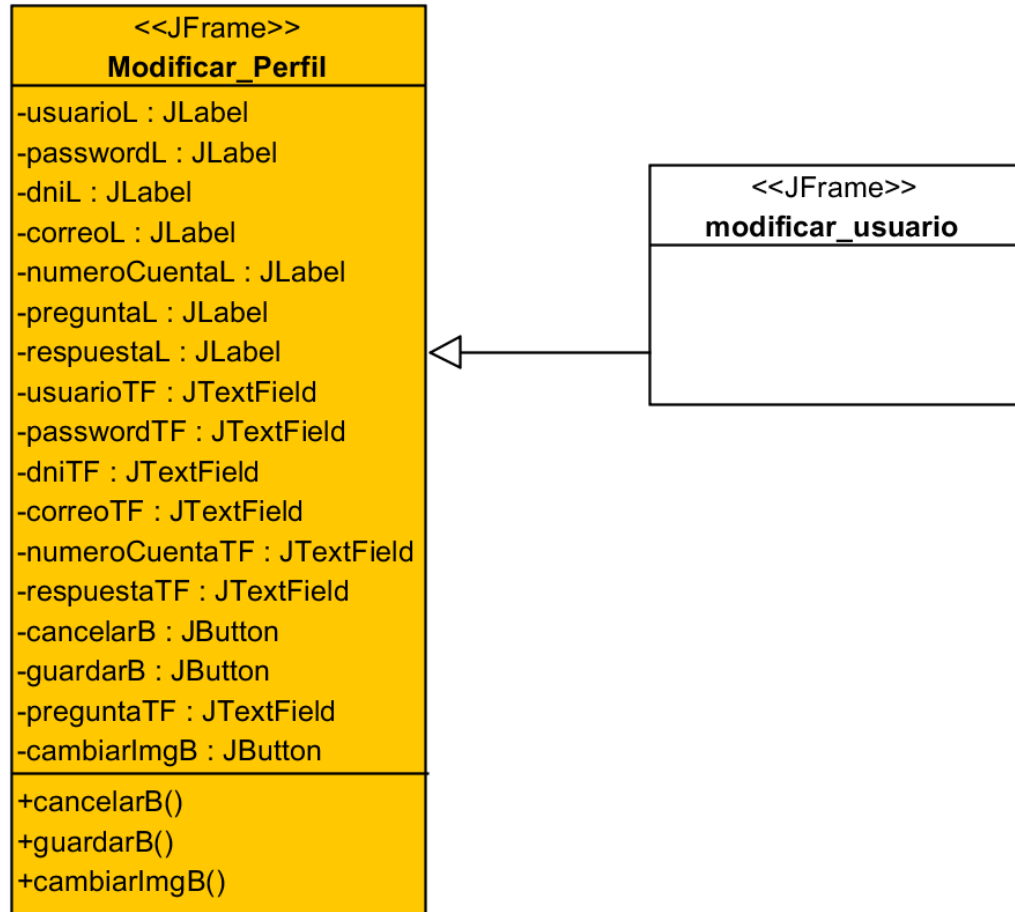 <<JFrame>>
Modificar_Perfil
-usuarioL : JLabel
-passwordL : JLabel
-dniL : JLabel
-correoL : JLabel
-numeroCuentaL : JLabel
-preguntaL : JLabel
-respuestaL : JLabel
-usuarioTF : JTextField
-passwordTF : JTextField
-dniTF : JTextField
-correoTF : JTextField
-numeroCuentaTF : JTextField
-respuestaTF : JTextField
-cancelarB : JButton
-guardarB : JButton
-preguntaTF : JTextField
-cambiarImgB : JButton
+cancelarB()
+guardarB()
+cambiarImgB()
<<JFrame>>
modificar_usuario